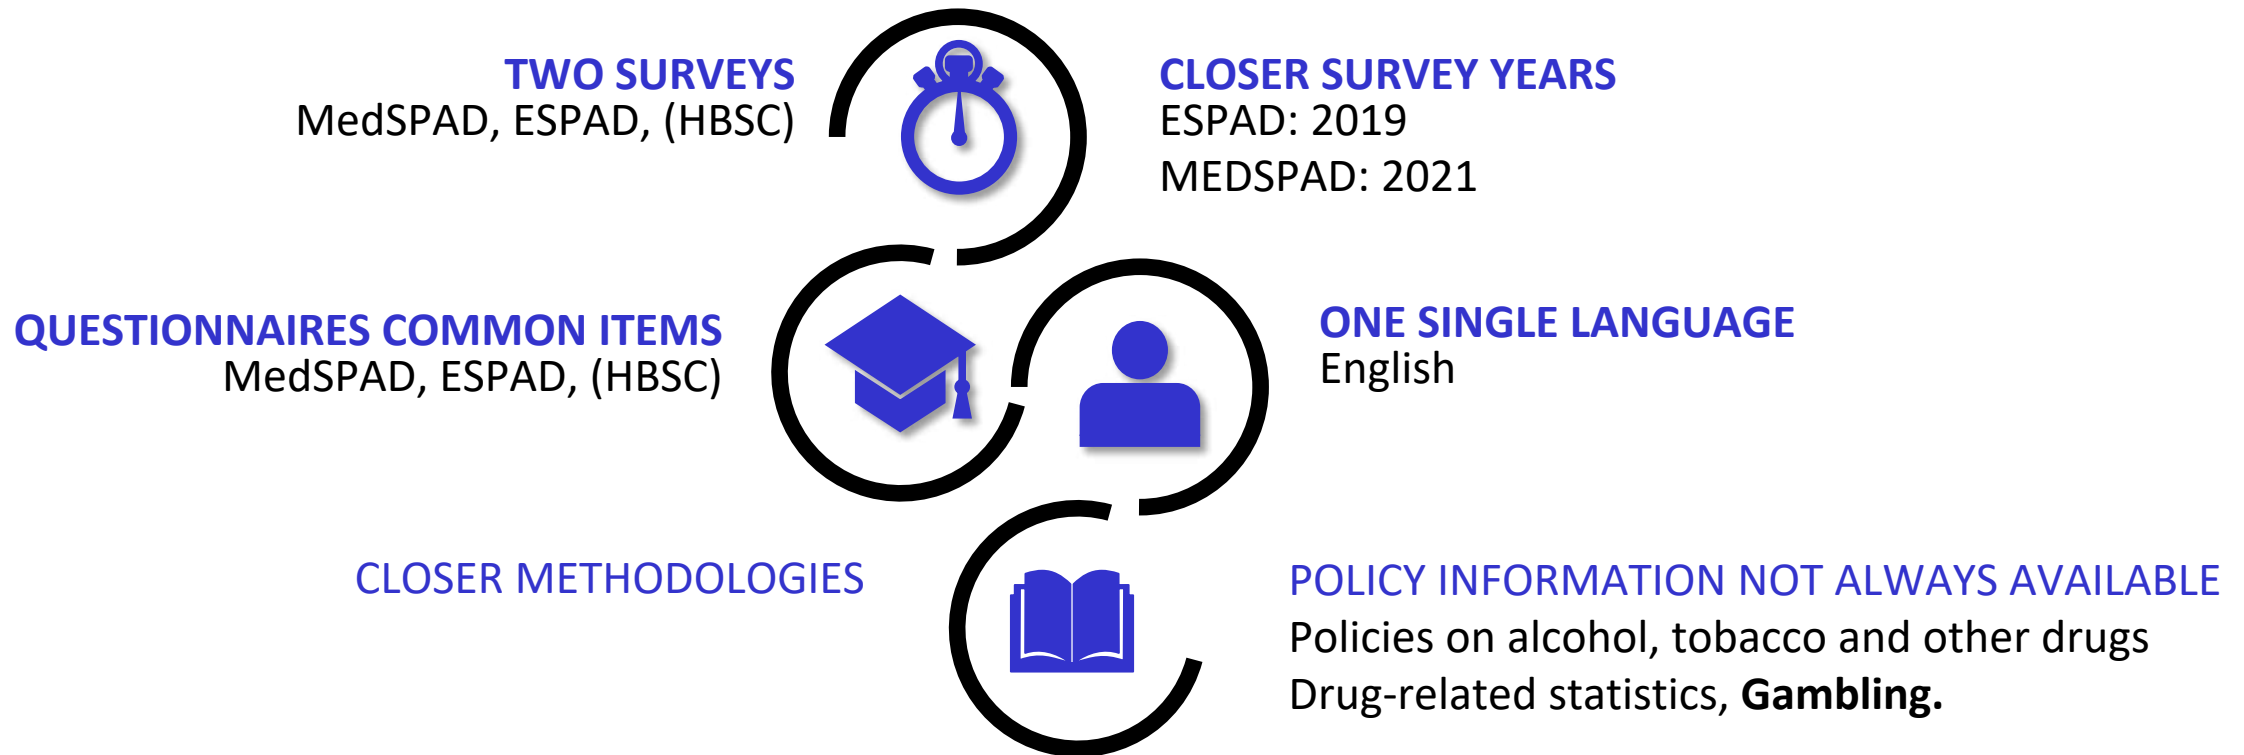 TWO SURVEYS
MedSPAD, ESPAD, (HBSC)
CLOSER SURVEY YEARS
ESPAD: 2019
MEDSPAD: 2021
QUESTIONNAIRES COMMON ITEMS
MedSPAD, ESPAD, (HBSC)
ONE SINGLE LANGUAGE
English
CLOSER METHODOLOGIES
POLICY INFORMATION NOT ALWAYS AVAILABLE
Policies on alcohol, tobacco and other drugs
Drug-related statistics, Gambling.